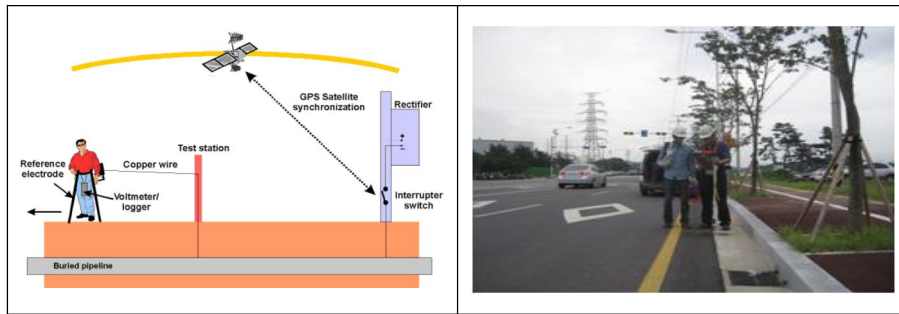 GPS Satellite
synchronization
Rectifier
+
−
Test station
Reference
electrode
Copper wire
Voltmeter/
logger
Interrupter
switch
Buried pipeline